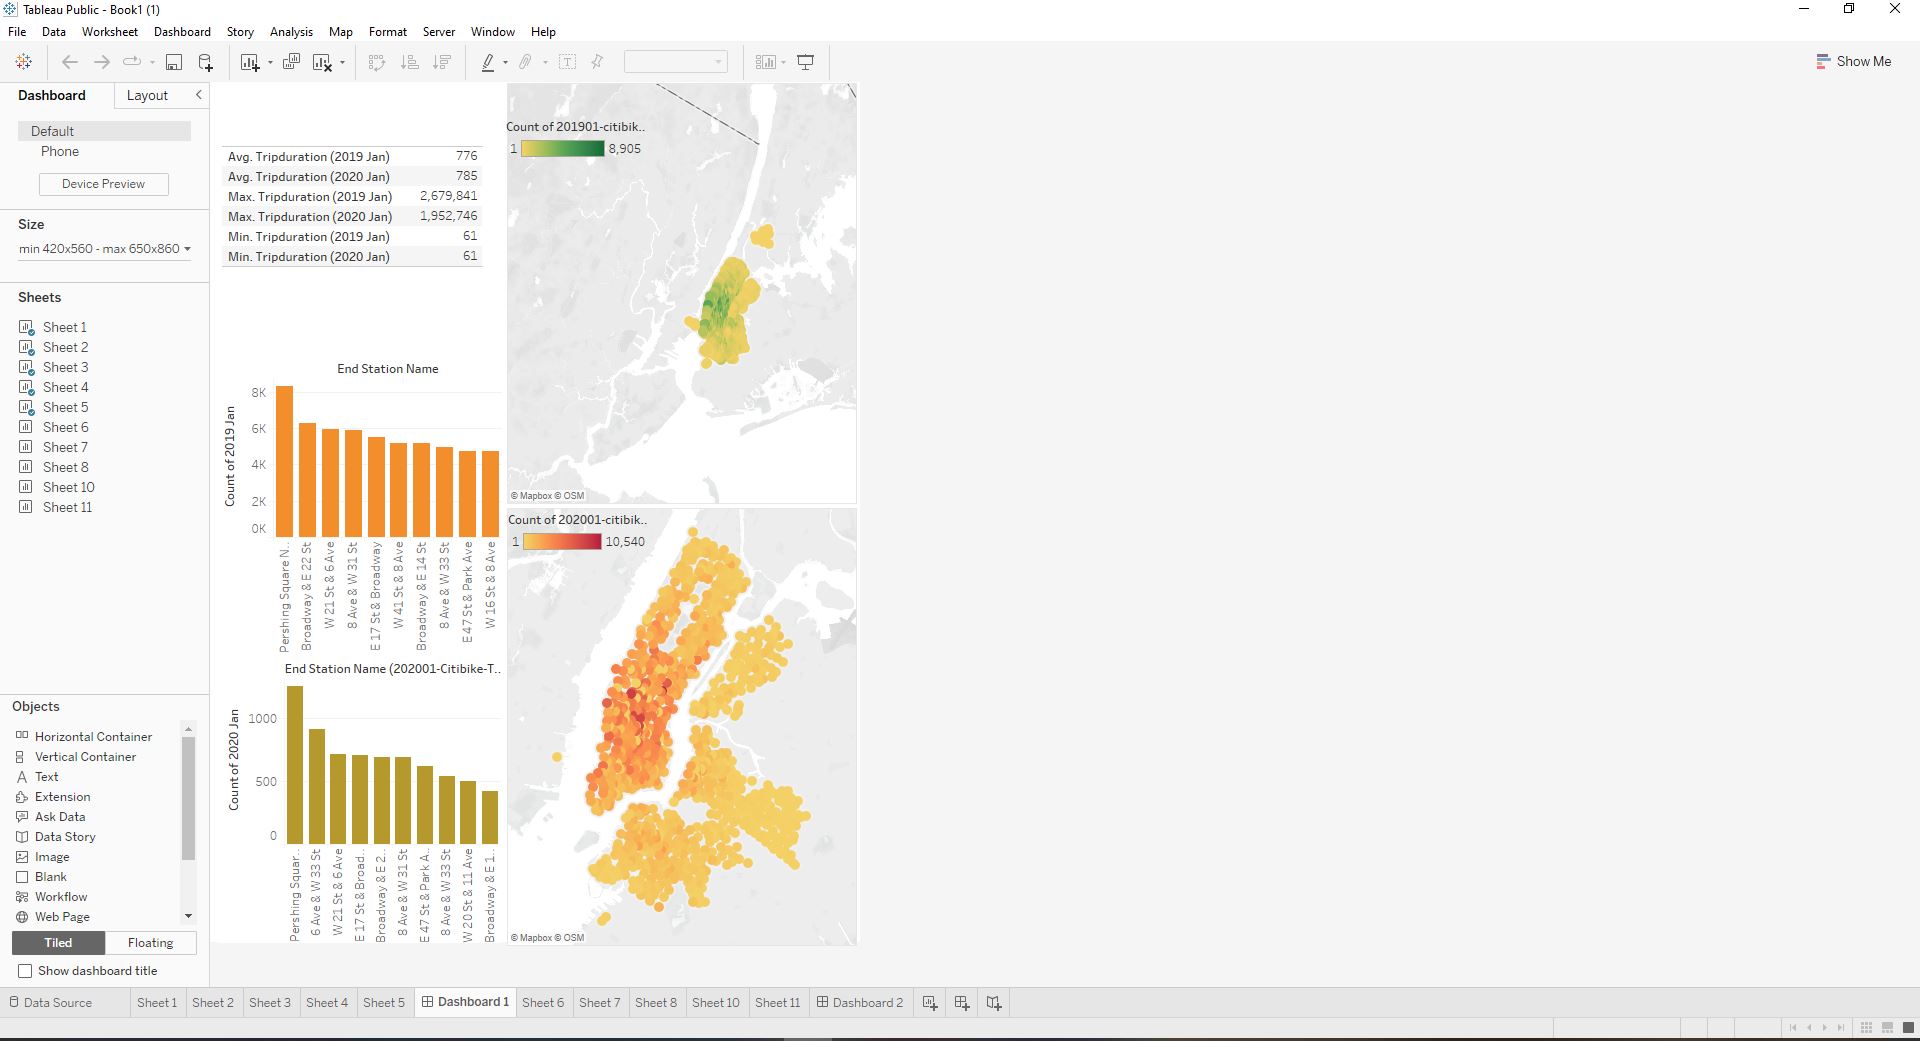 Tableau Public - Book1 (1)
File Data Worksheet Dashboard Story Analysis Map Format Server Window Help
Show Me
Dashboard Layout
Default
Phone
Device Preview
Size
min 420x560 - max 650x860
Sheets
Sheet 1
Sheet 2
Sheet 3
Sheet 4
Sheet 5
Sheet 6
Sheet 7
Sheet 8
Sheet 10
Sheet 11
Objects
Horizontal Container
Vertical Container
Text
Extension
Ask Data
Data Story
Image
Blank
Workflow
Web Page
Tiled Floating
Show dashboard title
Avg. Tripduration (2019 Jan) 776
Avg. Tripduration (2020 Jan) 785
Max. Tripduration (2019 Jan) 2,679,841
Max. Tripduration (2020 Jan) 1,952,746
Min. Tripduration (2019 Jan) 61
Min. Tripduration (2020 Jan) 61
End Station Name
Count of 2019 Jan
8K
6K
4K
2K
0K
Pershing Square N..
Broadway & E 22 St
W 21 St & 6 Ave
8 Ave & W 31 St
E 17 St & Broadway
W 41 St & 8 Ave
Broadway & E 14 St
8 Ave & W 33 St
E 47 St & Park Ave
W 16 St & 8 Ave
End Station Name (202001-Citibike-T..
Count of 2020 Jan
1000
500
0
Pershing Squar..
6 Ave & W 33 St
W 21 St & 6 Ave
E 17 St & Broad..
Broadway & E 2..
8 Ave & W 31 St
E 47 St & Park A..
8 Ave & W 33 St
W 20 St & 11 Ave
Broadway & E 1..
Count of 201901-citibik..
1 8,905
© Mapbox © OSM
Count of 202001-citibik..
1 10,540
© Mapbox © OSM
Data Source Sheet 1 Sheet 2 Sheet 3 Sheet 4 Sheet 5 Dashboard 1 Sheet 6 Sheet 7 Sheet 8 Sheet 10 Sheet 11 Dashboard 2